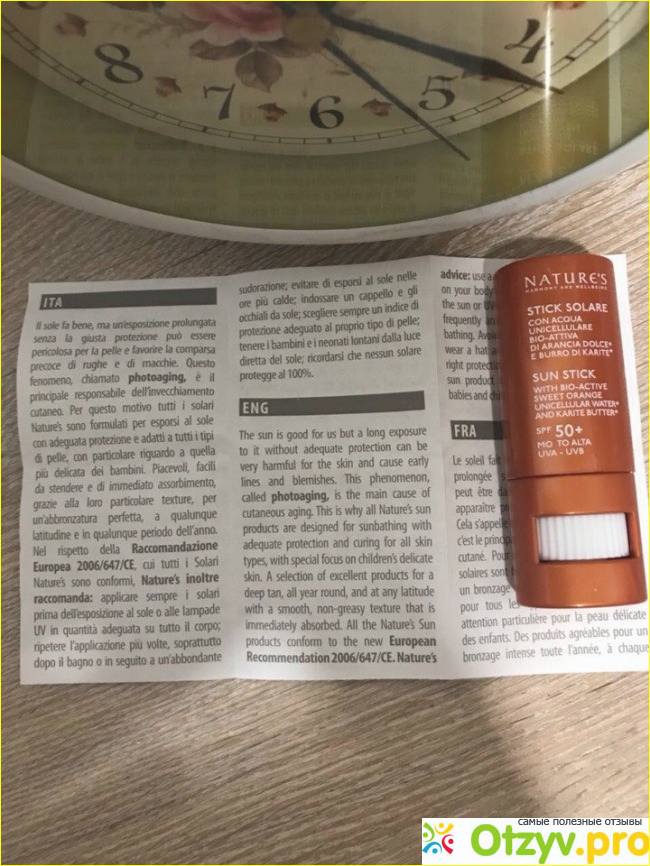 8
7
6
5
4
ITA
Il sole fa bene, ma un'esposizione prolungata
senza la giusta protezione può essere
pericolosa per la pelle e favorire la comparsa
precoce di rughe e di macchie. Questo
fenomeno, chiamato photoaging, è il
principale responsabile dell'invecchiamento
cutaneo. Per questo motivo tutti i solari
Nature's sono formulati per esporsi al sole
con adeguata protezione e adatti a tutti i tipi
di pelle, con particolare riguardo a quella
più delicata dei bambini. Piacevoli, facili
da stendere e di immediato assorbimento,
grazie alla loro particolare texture, per
un'abbronzatura perfetta, a qualunque
latitudine e in qualunque periodo dell'anno.
Nel rispetto della Raccomandazione
Europea 2006/647/CE, cui tutti i Solari
Nature's sono conformi, Nature's inoltre
raccomanda: applicare sempre i solari
prima dell'esposizione al sole o alle lampade
UV in quantità adeguata su tutto il corpo;
ripetere l'applicazione più volte, soprattutto
dopo il bagno o in seguito a un'abbondante
sudorazione; evitare di esporsi al sole nelle
ore più calde; indossare un cappello e gli
occhiali da sole; scegliere sempre un indice di
protezione adeguato al proprio tipo di pelle;
tenere i bambini e i neonati lontani dalla luce
diretta del sole; ricordarsi che nessun solare
protegge al 100%.
ENG
The sun is good for us but a long exposure
to it without adequate protection can be
very harmful for the skin and cause early
lines and blemishes. This phenomenon,
called photoaging, is the main cause of
cutaneous aging. This is why all Nature's sun
products are designed for sunbathing with
adequate protection and curing for all skin
types, with special focus on children's delicate
skin. A selection of excellent products for a
deep tan, all year round, and at any latitude
with a smooth, non-greasy texture that is
immediately absorbed. All the Nature's Sun
products conform to the new European
Recommendation 2006/647/CE. Nature's
advice: use a
on your body
the sun or UV
frequently an
bathing. Avoi
wear a hat a
right protecti
sun product
babies and chi
FRA
Le soleil fait
prolongée s
peut être da
apparaître p
Cela s'appelle
c'est le princip
cutané. Pour
solaires sont
un bronzage
pour tous les
attention particulière pour la peau délicate
des enfants. Des produits agréables pour un
bronzage intense toute l'année, à chaque
NATURE'S
HARMONY AND WELLBEING
STICK SOLARE
CON ACQUA
UNICELLULARE
BIO-ATTIVA
DI ARANCIA DOLCE*
E BURRO DI KARITE*
SUN STICK
WITH BIO-ACTIVE
SWEET ORANGE
UNICELLULAR WATER*
AND KARITE BUTTER*
SPF 50+
MOLTO ALTA
UVA - UVB
самые полезные отзывы
Otzyv.pro